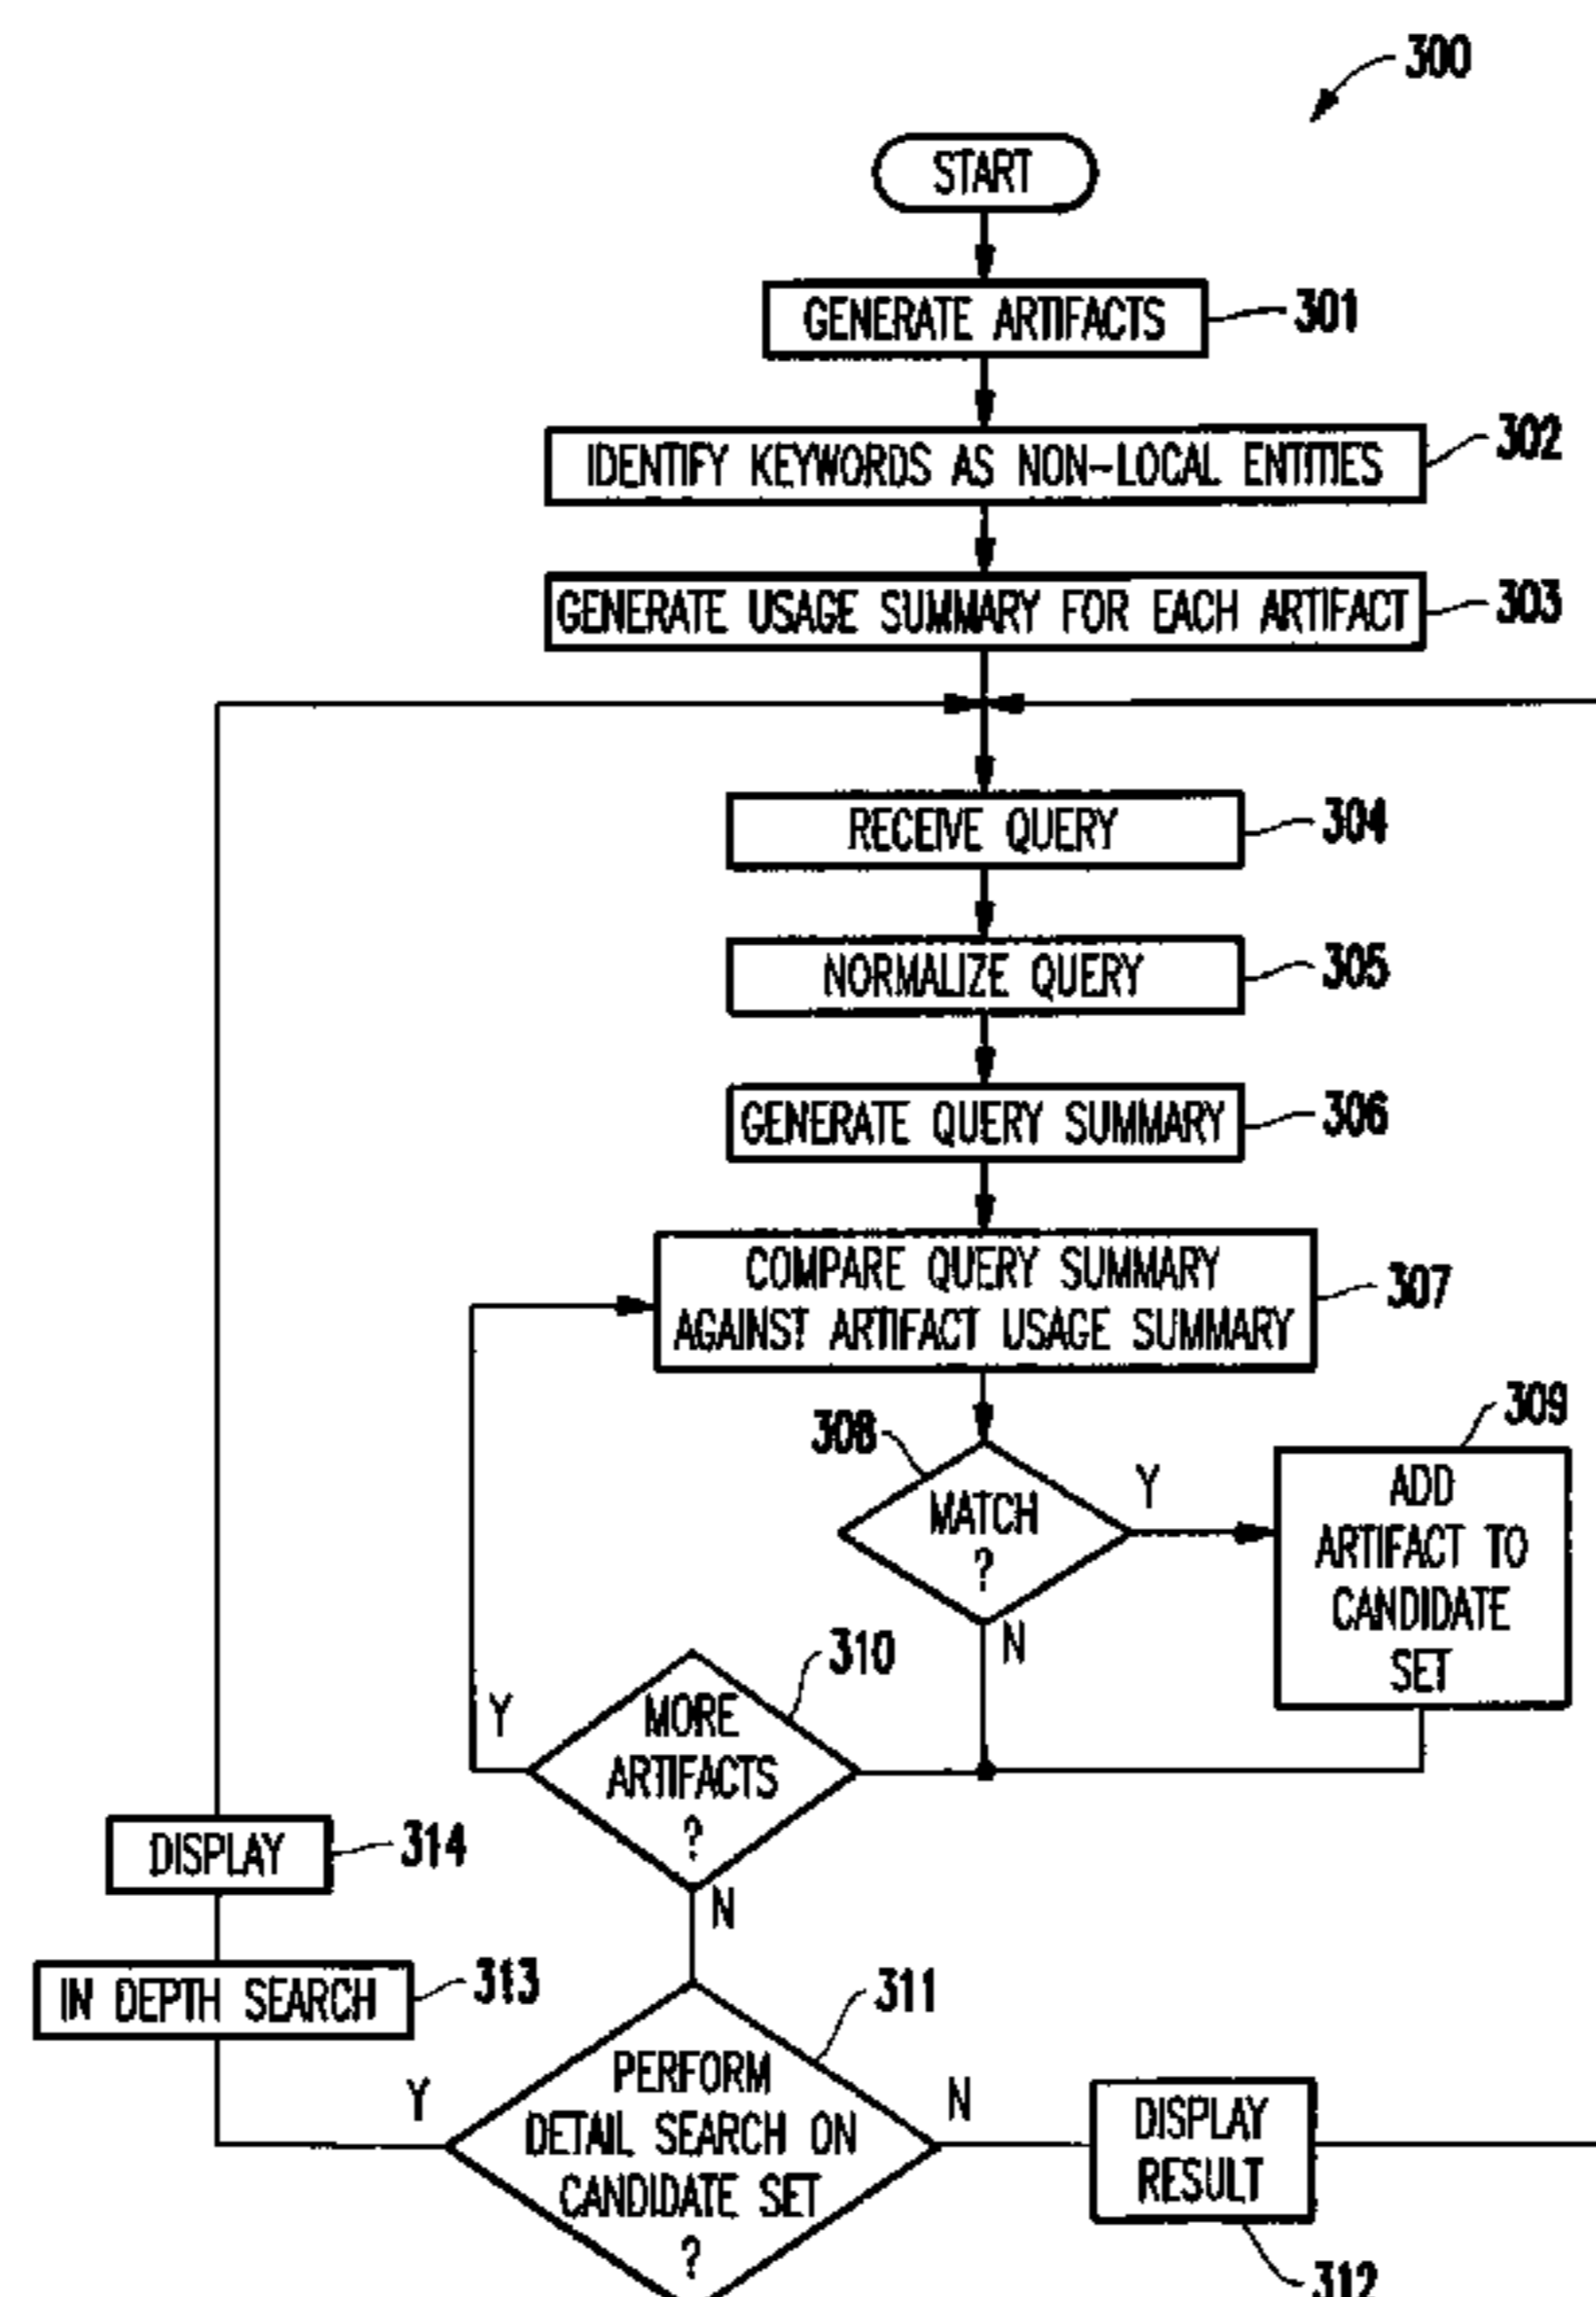 300
START
GENERATE ARTIFACTS
301
IDENTIFY KEYWORDS AS NON-LOCAL ENTITIES
302
GENERATE USAGE SUMMARY FOR EACH ARTIFACT
303
RECEIVE QUERY
304
NORMALIZE QUERY
305
GENERATE QUERY SUMMARY
306
COMPARE QUERY SUMMARY
AGAINST ARTIFACT USAGE SUMMARY
307
308
MATCH
?
Y
N
309
ADD
ARTIFACT TO
CANDIDATE
SET
310
MORE
ARTIFACTS
?
Y
N
DISPLAY
314
IN DEPTH SEARCH
313
311
PERFORM
DETAIL SEARCH ON
CANDIDATE SET
?
Y
N
DISPLAY
RESULT
312